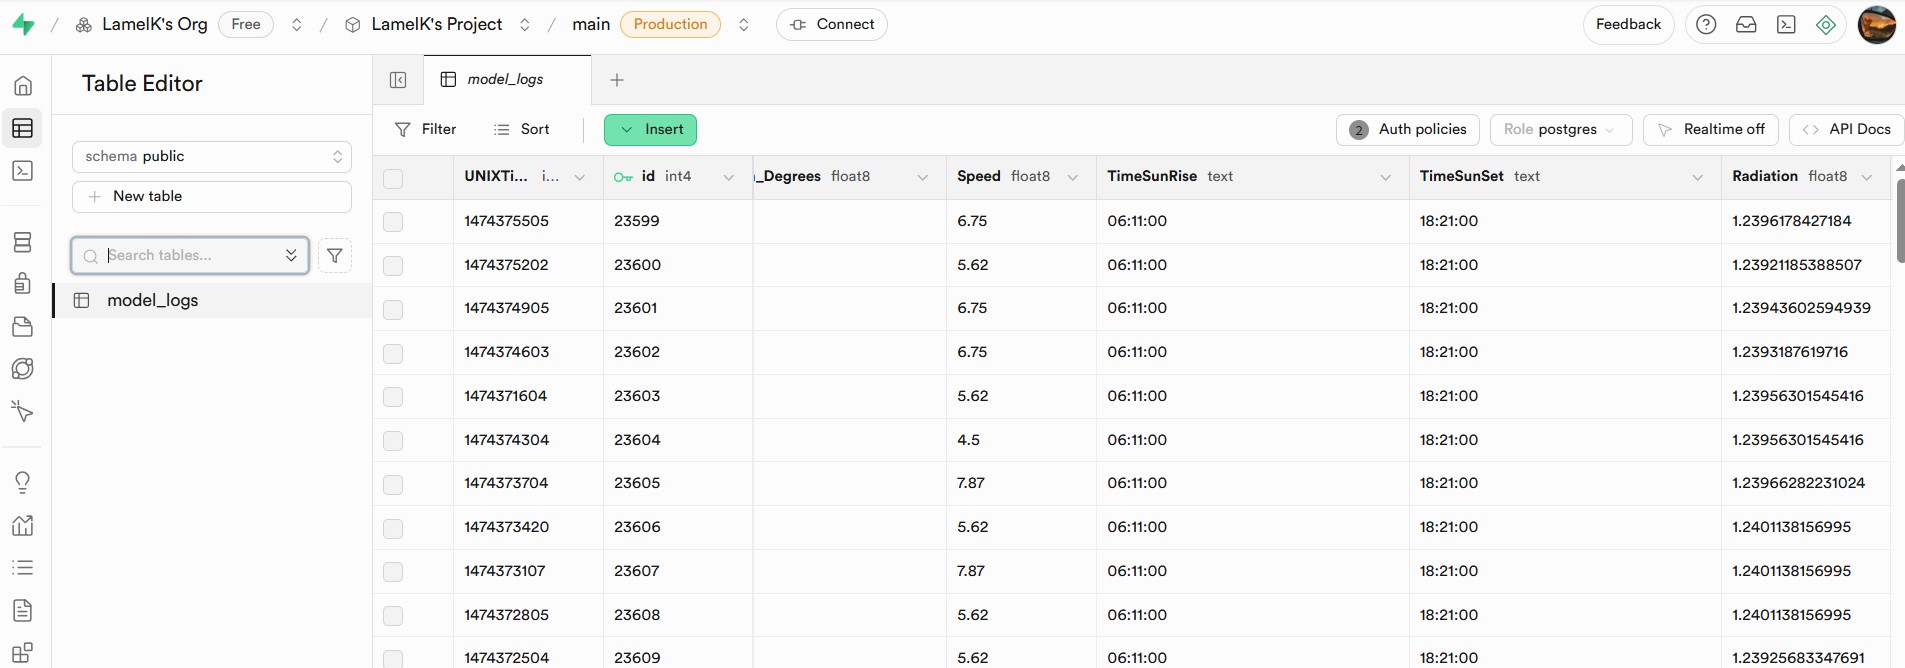 / LamelK's Org Free / LamelK's Project / main Production Connect Feedback
Table Editor
model_logs
Filter Sort Insert 2 Auth policies Role postgres Realtime off API Docs
schema public
New table
Search tables...
model_logs
UNIXTi... i... id int4 _Degrees float8 Speed float8 TimeSunRise text TimeSunSet text Radiation float8
1474375505 23599 6.75 06:11:00 18:21:00 1.2396178427184
1474375202 23600 5.62 06:11:00 18:21:00 1.23921185388507
1474374905 23601 6.75 06:11:00 18:21:00 1.23943602594939
1474374603 23602 6.75 06:11:00 18:21:00 1.2393187619716
1474371604 23603 5.62 06:11:00 18:21:00 1.23956301545416
1474374304 23604 4.5 06:11:00 18:21:00 1.23956301545416
1474373704 23605 7.87 06:11:00 18:21:00 1.23966282231024
1474373420 23606 5.62 06:11:00 18:21:00 1.2401138156995
1474373107 23607 7.87 06:11:00 18:21:00 1.2401138156995
1474372805 23608 5.62 06:11:00 18:21:00 1.2401138156995
1474372504 23609 5.62 06:11:00 18:21:00 1.23925683347691